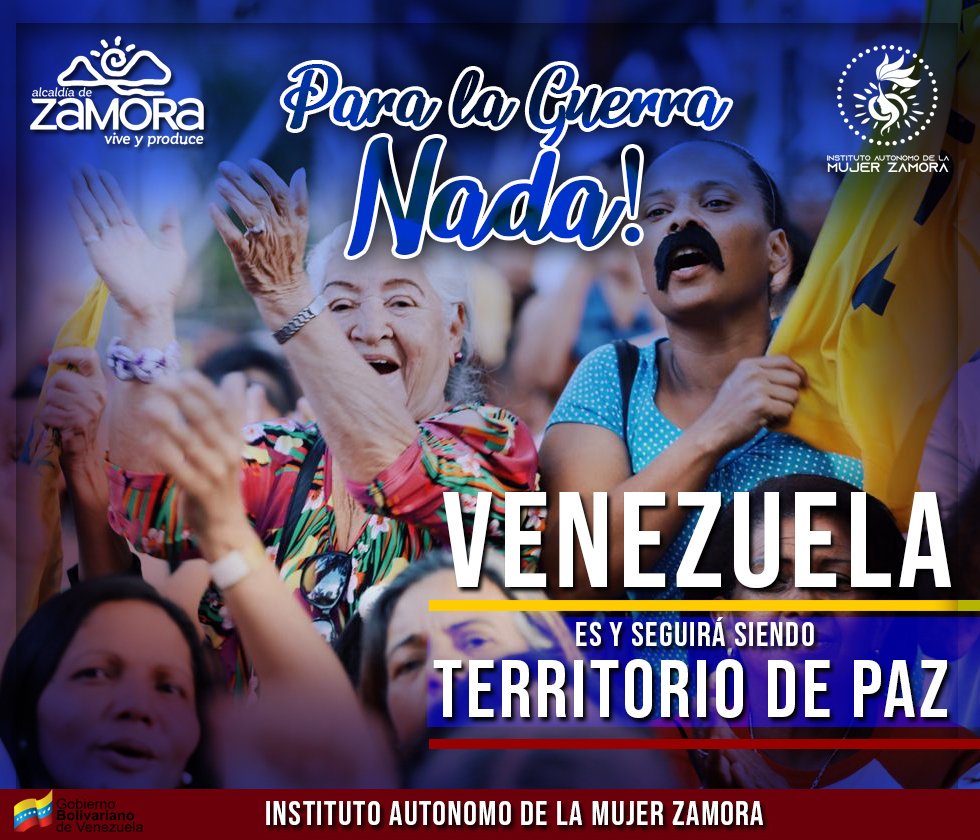 alcaldía de
ZAMORA
vive y produce
Para la Guerra
Nada!
INSTITUTO AUTONOMO DE LA
MUJER ZAMORA
VENEZUELA
ES Y SEGUIRÁ SIENDO
TERRITORIO DE PAZ
Gobierno
Bolivariano
de Venezuela
INSTITUTO AUTONOMO DE LA MUJER ZAMORA